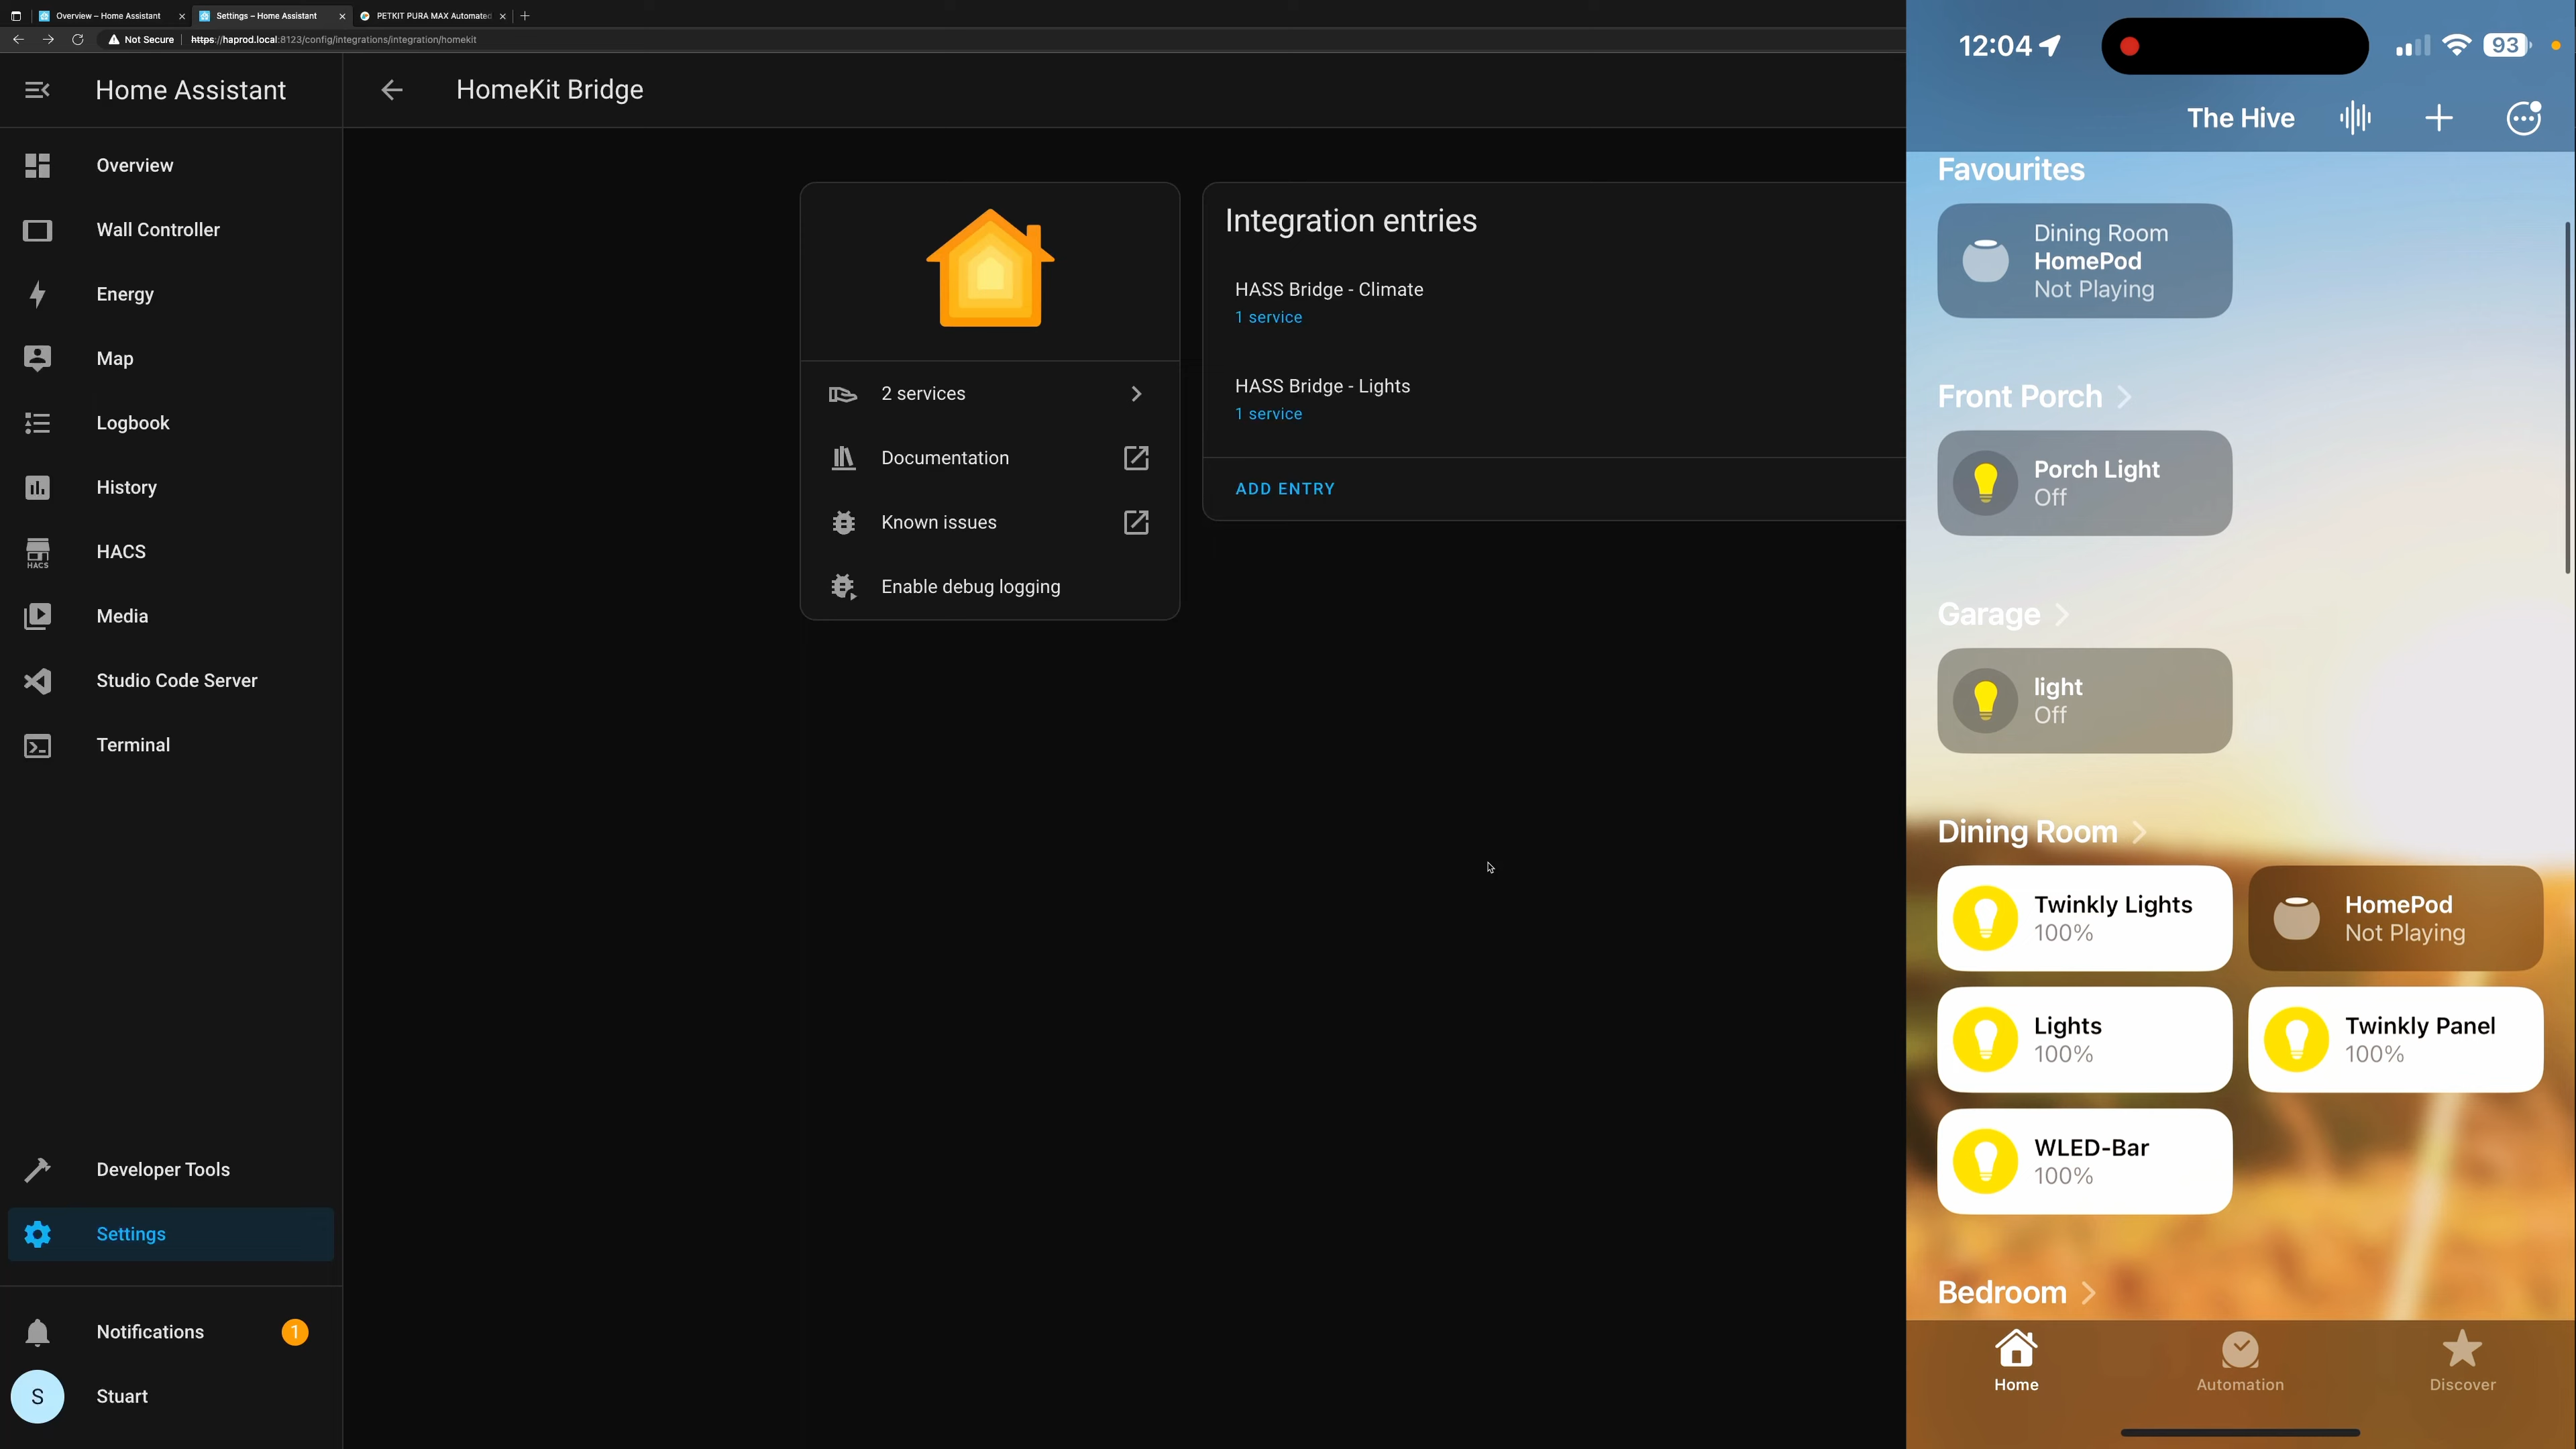 Overview – Home Assistant
Settings – Home Assistant
PETKIT PURA MAX Automated
Not Secure
https://haprod.local:8123/config/integrations/integration/homekit
Home Assistant
Overview
Wall Controller
Energy
Map
Logbook
History
HACS
HACS
Media
Studio Code Server
Terminal
Developer Tools
Settings
Notifications
1
S
Stuart
HomeKit Bridge
2 services
Documentation
Known issues
Enable debug logging
Integration entries
HASS Bridge - Climate
1 service
HASS Bridge - Lights
1 service
ADD ENTRY
12:04
93
The Hive
Favourites
Dining Room
HomePod
Not Playing
Front Porch
Porch Light
Off
Garage
light
Off
Dining Room
Twinkly Lights
100%
HomePod
Not Playing
Lights
100%
Twinkly Panel
100%
WLED-Bar
100%
Bedroom
Home
Automation
Discover